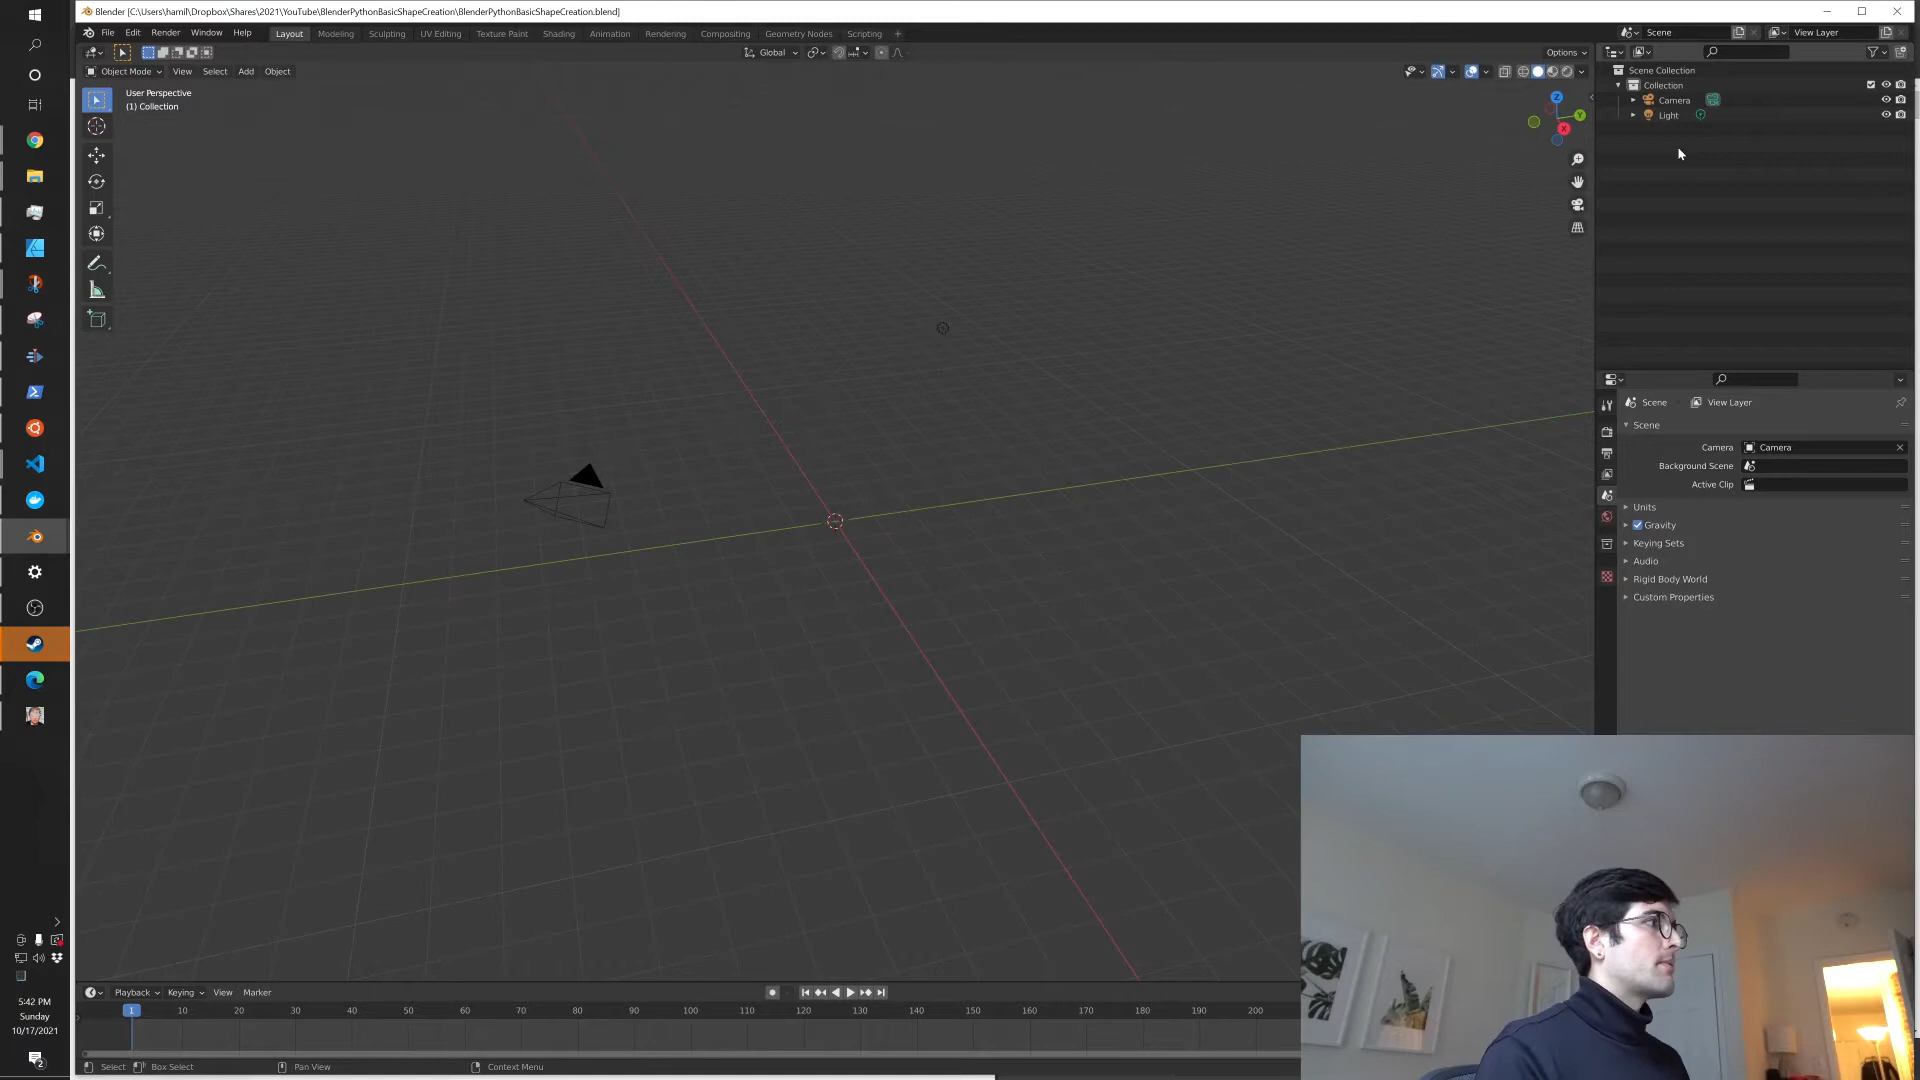 Blender [C:\Users\hamil\Dropbox\Shares\2021\YouTube\BlenderPythonBasicShapeCreation\BlenderPythonBasicShapeCreation.blend]
File Edit Render Window Help Layout Modeling Sculpting UV Editing Texture Paint Shading Animation Rendering Compositing Geometry Nodes Scripting + Scene View Layer
Global Options
Object Mode View Select Add Object
User Perspective
(1) Collection
Z
Y
X
Scene Collection
Collection
Camera
Light
Scene View Layer
Scene
Camera Camera
Background Scene
Active Clip
Units
Gravity
Keying Sets
Audio
Rigid Body World
Custom Properties
Playback Keying View Marker
1 10 20 30 40 50 60 70 80 90 100 110 120 130 140 150 160 170 180 190 200
Select Box Select Pan View Context Menu
5:42 PM
Sunday
10/17/2021
2